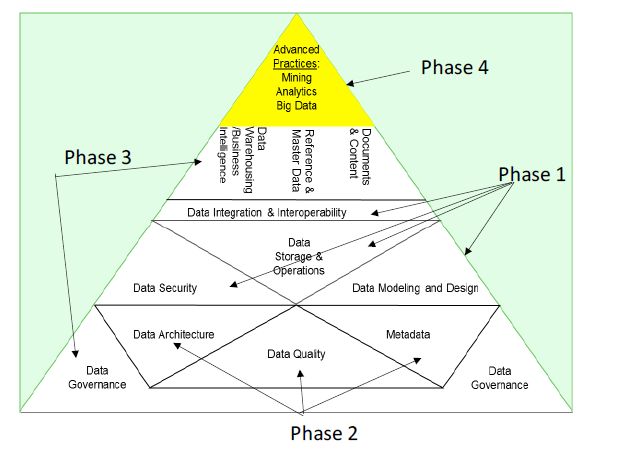 Advanced
Practices:
Mining
Analytics
Big Data
Phase 4
Data
Warehousing
/Business
Intelligence
Reference &
Master Data
Documents
& Content
Phase 3
Phase 1
Data Integration & Interoperability
Data
Storage &
Operations
Data Security
Data Modeling and Design
Data Architecture
Metadata
Data Quality
Data
Governance
Data
Governance
Phase 2